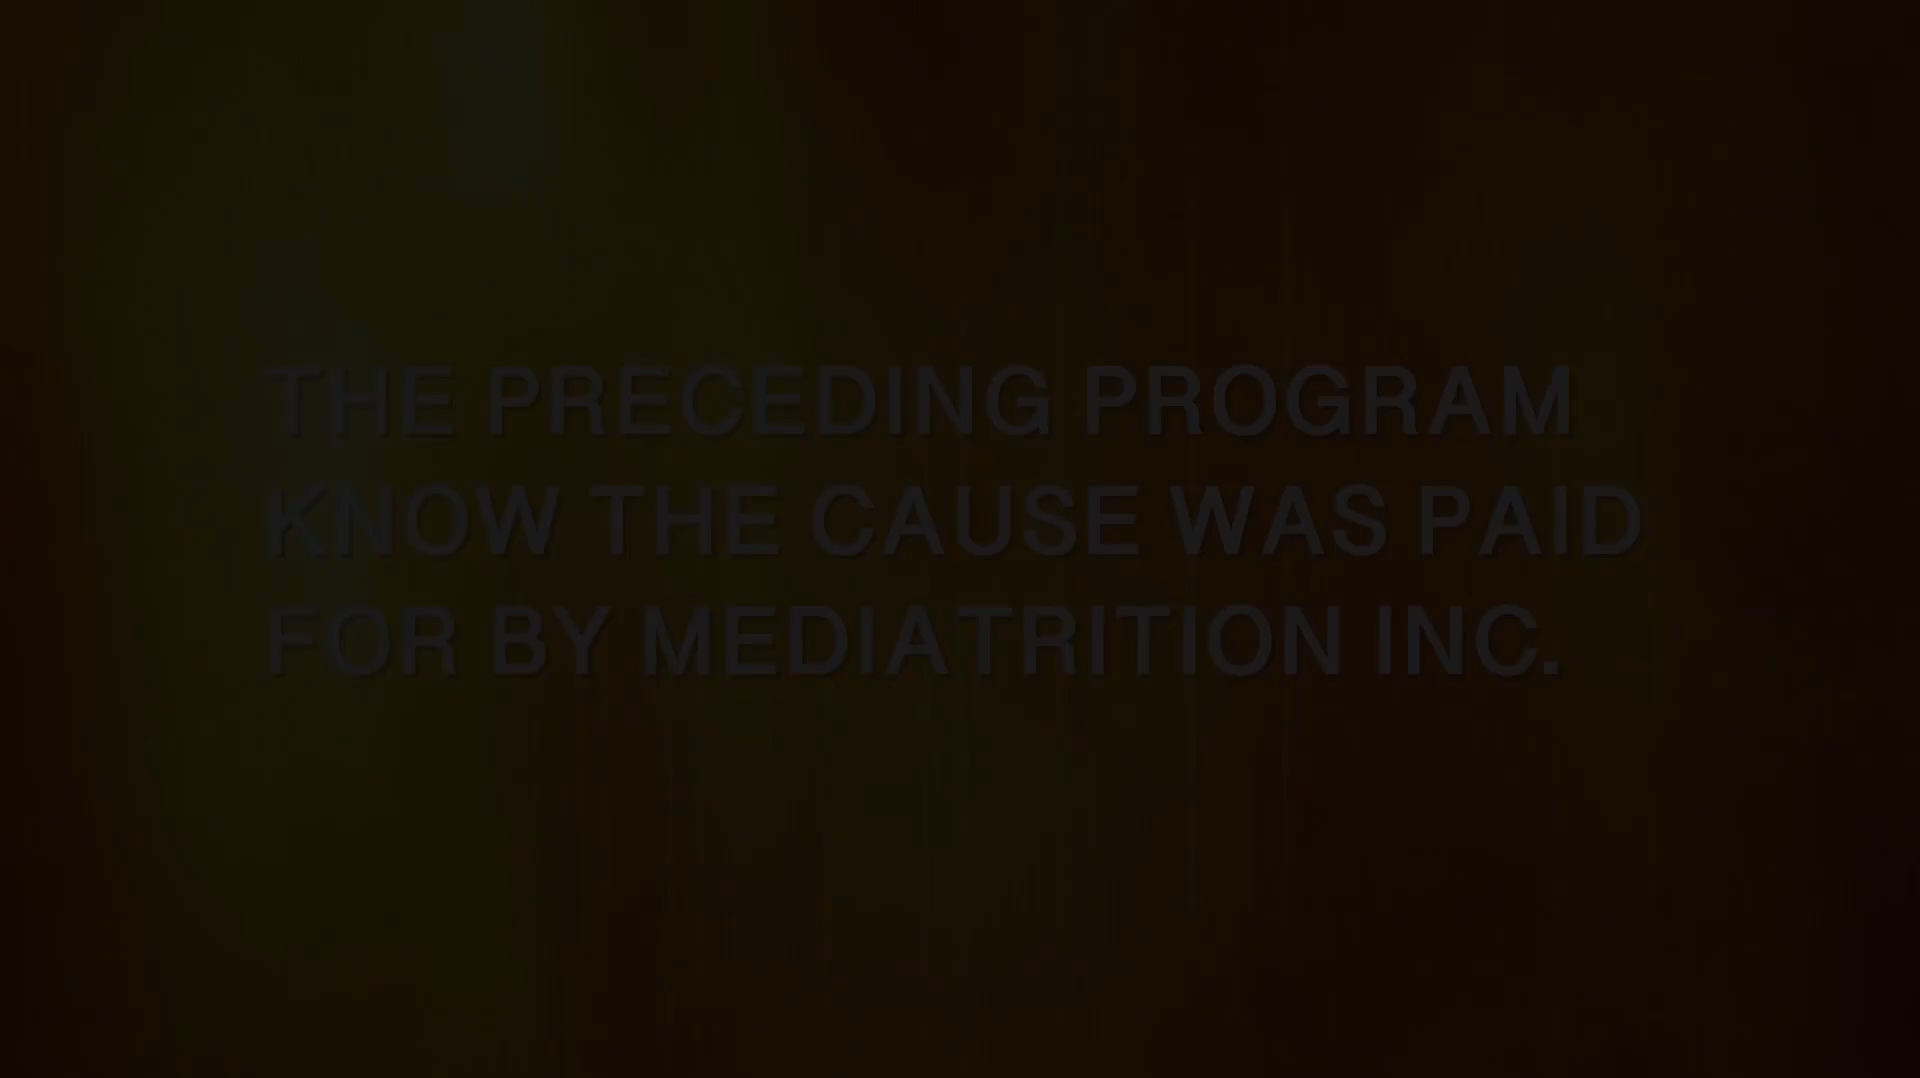 THE PRECEDING PROGRAM
KNOW THE CAUSE WAS PAID
FOR BY MEDIATRITION INC.